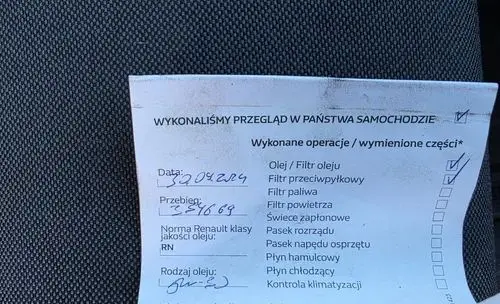 WYKONALIŚMY PRZEGLĄD W PAŃSTWA SAMOCHODZIE
Wykonane operacje / wymienione części*
Data:
Przebieg:
Norma Renault klasy
jakości oleju:
RN
Rodzaj oleju:
Olej / Filtr oleju
Filtr przeciwpyłkowy
Filtr paliwa
Filtr powietrza
Świece zapłonowe
Pasek rozrządu
Pasek napędu osprzętu
Płyn hamulcowy
Płyn chłodzący
Kontrola klimatyzacji